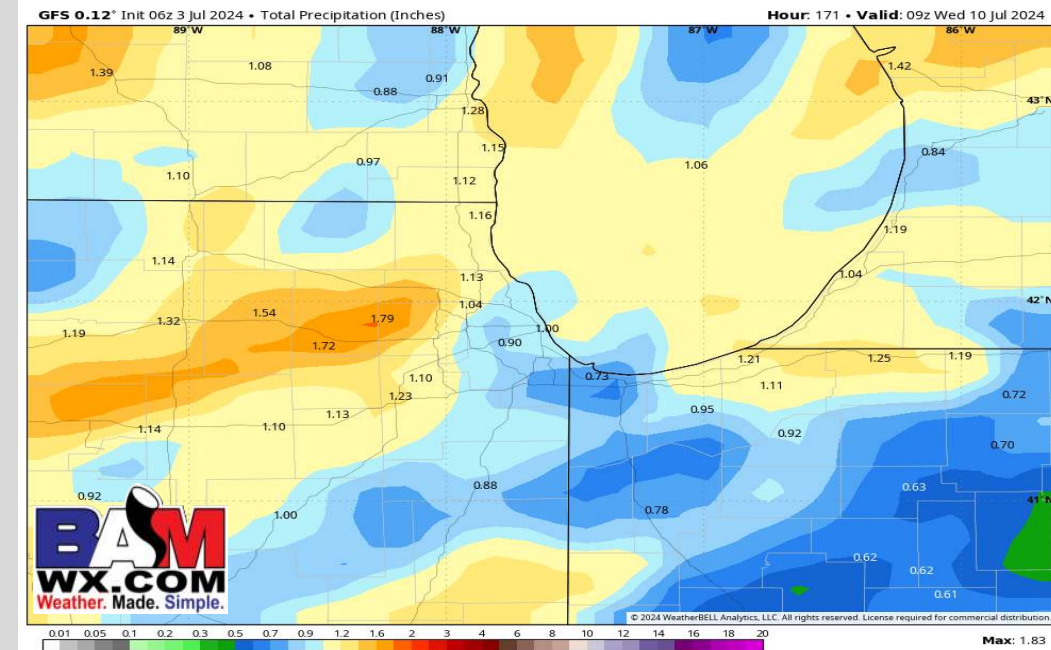 GFS 0.12° Init 06z 3 Jul 2024 • Total Precipitation (Inches)
Hour: 171 • Valid: 09z Wed 10 Jul 2024
89°W 88°W 87°W 86°W
1.39 1.08 0.88 0.91 1.42
43°N
1.28
1.15
0.97 1.06 0.84
1.10 1.12
1.16
1.19
1.14
1.13 1.04
42°N
1.04
1.19 1.32 1.54 1.79 1.00
1.72 0.90
1.21 1.25 1.19
1.10 0.73 1.11
1.23 0.72
1.13 0.95
1.14 1.10 0.92 0.70
0.88 0.63
0.92 41°N
1.00 0.78
0.62 0.62
0.61
BAM
WX.COM
Weather. Made. Simple.
© 2024 WeatherBELL Analytics, LLC. All rights reserved. License required for commercial distribution.
0.01 0.05 0.1 0.2 0.3 0.5 0.7 0.9 1.2 1.6 2 3 4 6 8 10 12 14 16 18 20
Max: 1.83